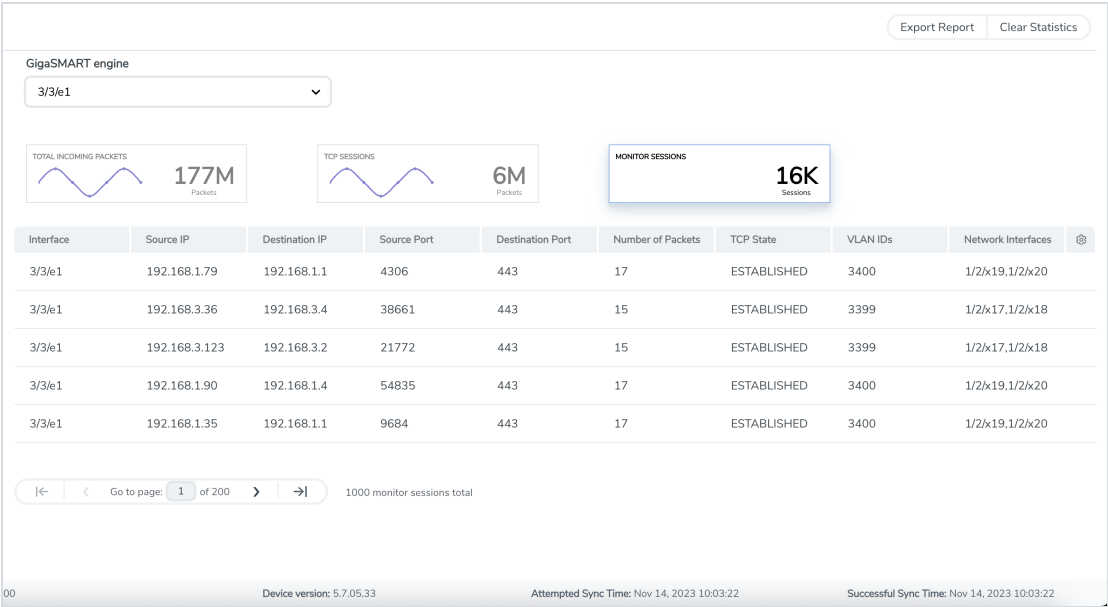 Export Report Clear Statistics
GigaSMART engine
3/3/e1
TOTAL INCOMING PACKETS
177M
Packets
TCP SESSIONS
6M
Packets
MONITOR SESSIONS
16K
Sessions
Interface Source IP Destination IP Source Port Destination Port Number of Packets TCP State VLAN IDs Network Interfaces
3/3/e1 192.168.1.79 192.168.1.1 4306 443 17 ESTABLISHED 3400 1/2/x19,1/2/x20
3/3/e1 192.168.3.36 192.168.3.4 38661 443 15 ESTABLISHED 3399 1/2/x17,1/2/x18
3/3/e1 192.168.3.123 192.168.3.2 21772 443 15 ESTABLISHED 3399 1/2/x17,1/2/x18
3/3/e1 192.168.1.90 192.168.1.4 54835 443 17 ESTABLISHED 3400 1/2/x19,1/2/x20
3/3/e1 192.168.1.35 192.168.1.1 9684 443 17 ESTABLISHED 3400 1/2/x19,1/2/x20
Go to page: 1 of 200 1000 monitor sessions total
00 Device version: 5.7.05.33 Attempted Sync Time: Nov 14, 2023 10:03:22 Successful Sync Time: Nov 14, 2023 10:03:22